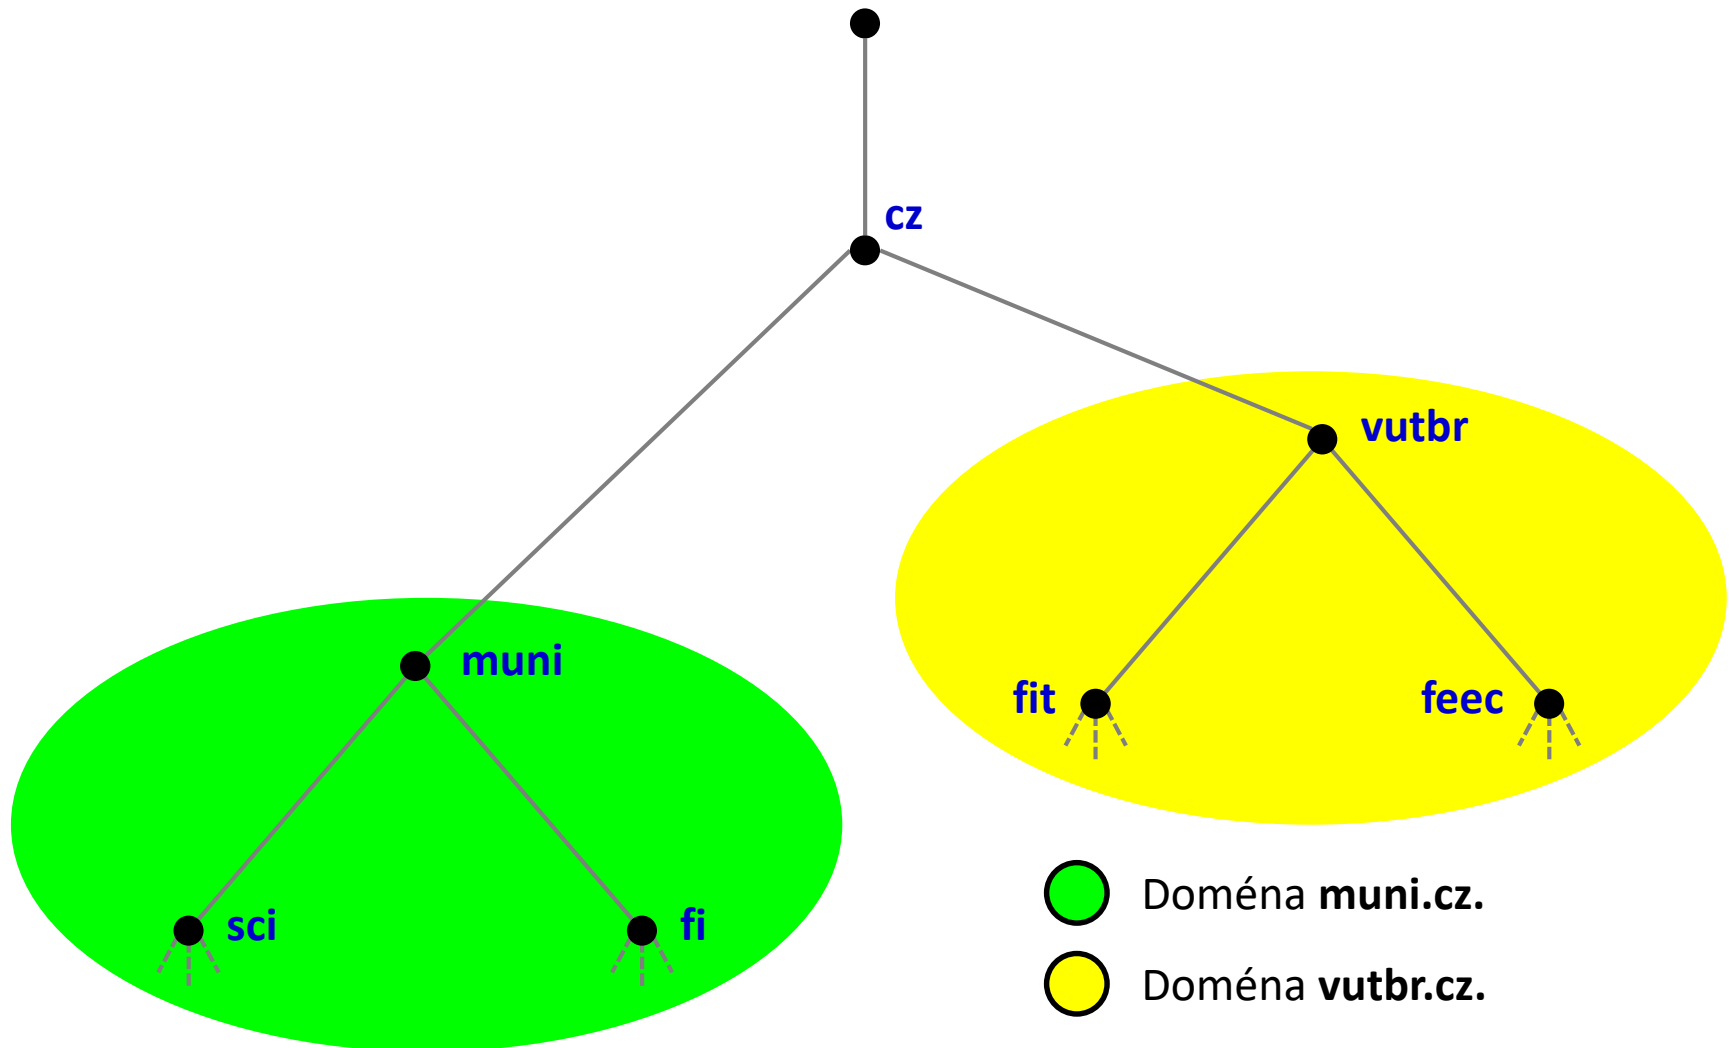 cz
vutbr
muni
fit
feec
sci
fi
Doména muni.cz.
Doména vutbr.cz.